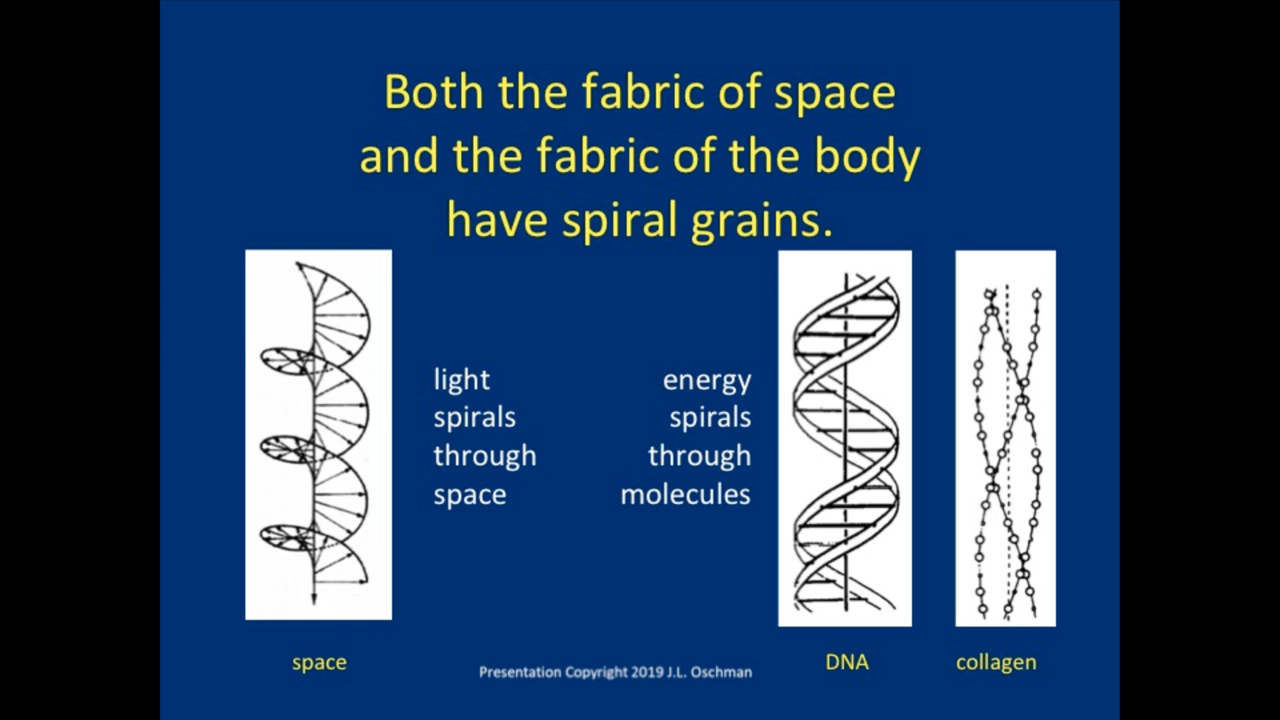 Both the fabric of space
and the fabric of the body
have spiral grains.
light
spirals
through
space
energy
spirals
through
molecules
space
DNA
collagen
Presentation Copyright 2019 J.L. Oschman